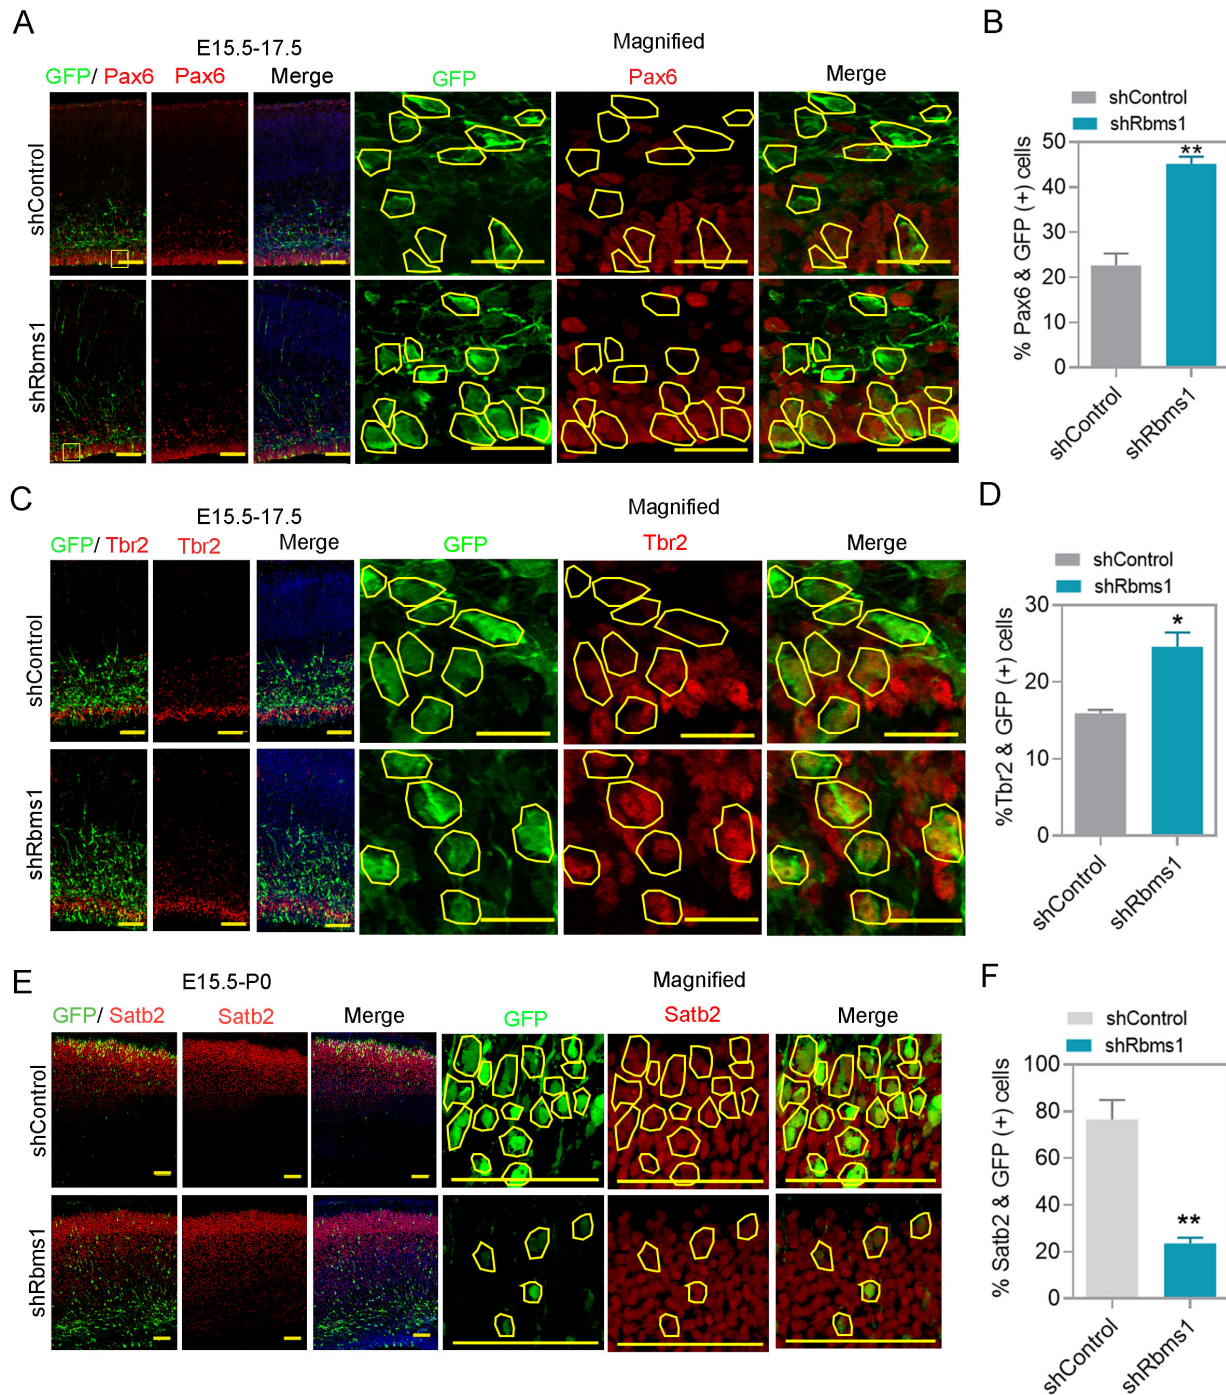 A
E15.5-17.5
Magnified
GFP/ Pax6
Pax6
Merge
GFP
Pax6
Merge
shControl
shRbms1
B
shControl
shRbms1
% Pax6 & GFP (+) cells
50
40
30
20
10
0
**
shControl
shRbms1
C
E15.5-17.5
Magnified
GFP/ Tbr2
Tbr2
Merge
GFP
Tbr2
Merge
shControl
shRbms1
D
shControl
shRbms1
%Tbr2 & GFP (+) cells
30
20
10
0
*
shControl
shRbms1
E
E15.5-P0
Magnified
GFP/ Satb2
Satb2
Merge
GFP
Satb2
Merge
shControl
shRbms1
F
shControl
shRbms1
% Satb2 & GFP (+) cells
100
80
60
40
20
0
**
shControl
shRbms1